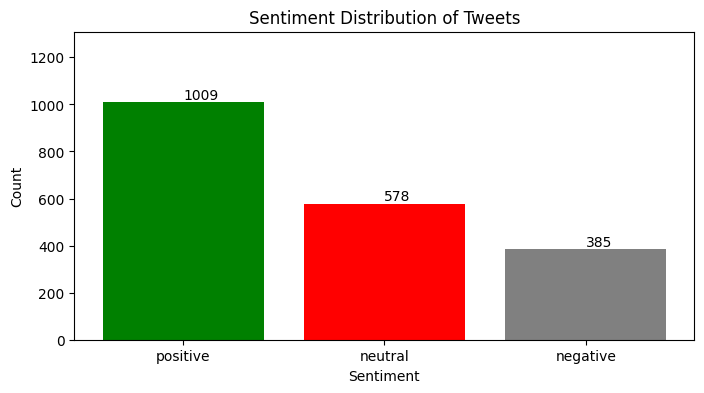 Sentiment Distribution of Tweets
1200
1000
800
600
400
200
0
Count
1009
578
385
positive neutral negative
Sentiment